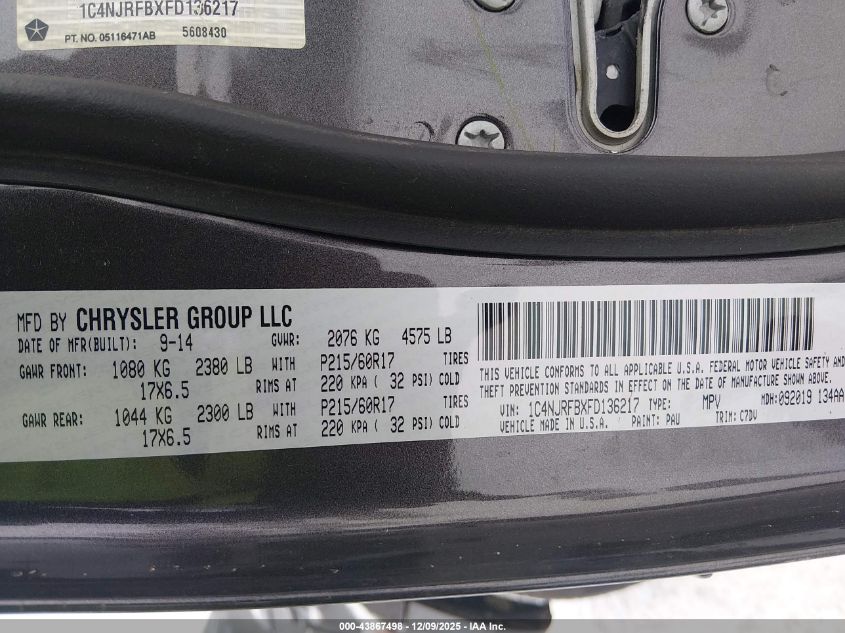 1C4NJRFBXFD136217
PT. NO. 05116471AB 5608430
MFD BY CHRYSLER GROUP LLC
DATE OF MFR(BUILT): 9-14 GVWR: 2076 KG 4575 LB
GAWR FRONT: 1080 KG 2380 LB WITH P215/60R17 TIRES
17X6.5 RIMS AT 220 KPA ( 32 PSI) COLD
GAWR REAR: 1044 KG 2300 LB WITH P215/60R17 TIRES
17X6.5 RIMS AT 220 KPA ( 32 PSI) COLD
THIS VEHICLE CONFORMS TO ALL APPLICABLE U.S.A. FEDERAL MOTOR VEHICLE SAFETY AND
THEFT PREVENTION STANDARDS IN EFFECT ON THE DATE OF MANUFACTURE SHOWN ABOVE.
VIN: 1C4NJRFBXFD136217 TYPE: MPV MDH:092019 134AA
VEHICLE MADE IN U.S.A. PAINT: PAU TRIM: C7DV
000-43867498 - 12/09/2025 - IAA Inc.